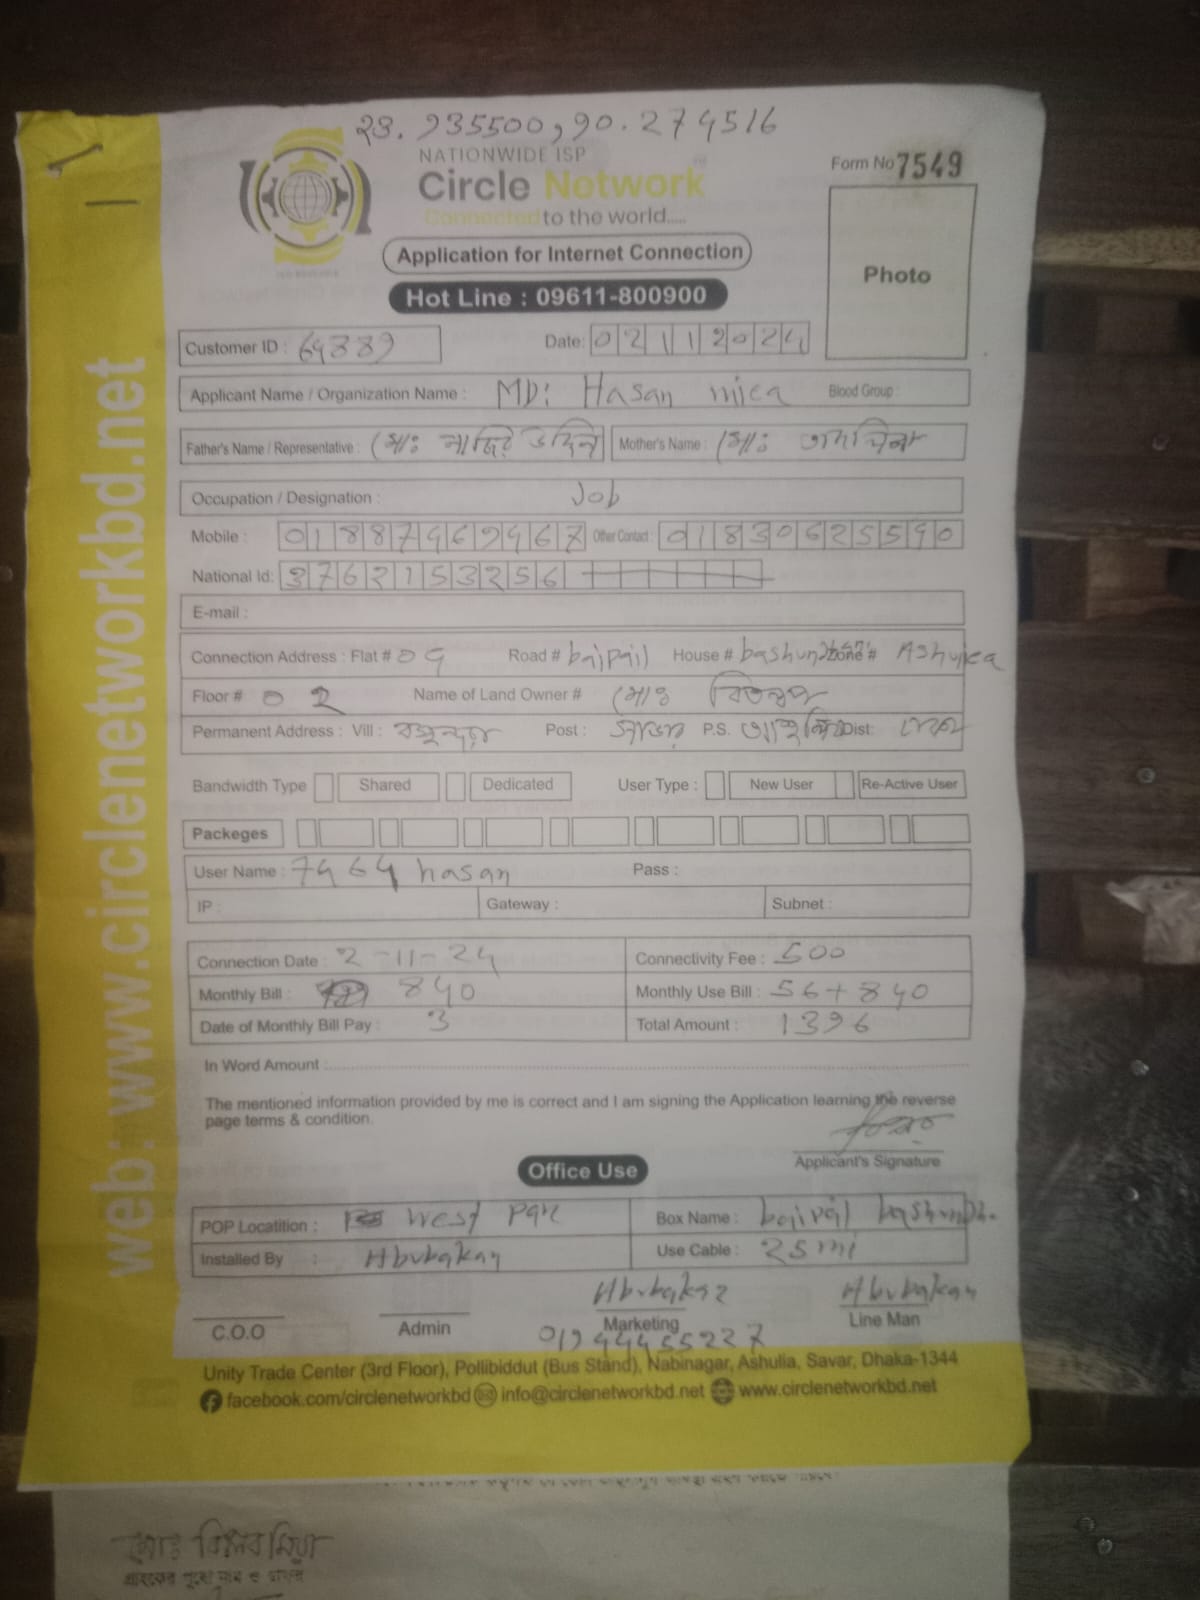 23.935500, 90.274516
NATIONWIDE ISP
Circle Network
Connected to the world.....
Form No 7549
Application for Internet Connection
Photo
Hot Line : 09611-800900
Customer ID : 64389 Date: 02112024
Applicant Name / Organization Name : MD: Hasan mica Blood Group :
Father's Name / Representative : মোঃ Mother's Name : মোঃ
Occupation / Designation : Job
Mobile : Other Contact : 01830625590
National Id: 3762153256
E-mail :
Connection Address : Flat # 09 Road # baipail House # Zone # Ashulia
Floor # 02 Name of Land Owner # মোঃ
Permanent Address : Vill : বসুন্ধরা Post : সাভার P.S. আশুলিয়া Dist: ঢাকা
Bandwidth Type Shared Dedicated User Type : New User Re-Active User
Packeges
User Name : 7464hasan Pass :
IP : Gateway : Subnet :
Connection Date : 2-11-24 Connectivity Fee : 500
Monthly Bill : 840 Monthly Use Bill : 56+840
Date of Monthly Bill Pay : 3 Total Amount : 1396
In Word Amount :
The mentioned information provided by me is correct and I am signing the Application learning the reverse
page terms & condition.
Applicant's Signature
Office Use
POP Locatition : West Par Box Name : baipail
Installed By : Abubakar Use Cable : 25 mi
Abubakar Abubakar
C.O.O Admin Marketing Line Man
Unity Trade Center (3rd Floor), Pollibiddut (Bus Stand), Nabinagar, Ashulia, Savar, Dhaka-1344
facebook.com/circlenetworkbd info@circlenetworkbd.net www.circlenetworkbd.net
web: www.circlenetworkbd.net